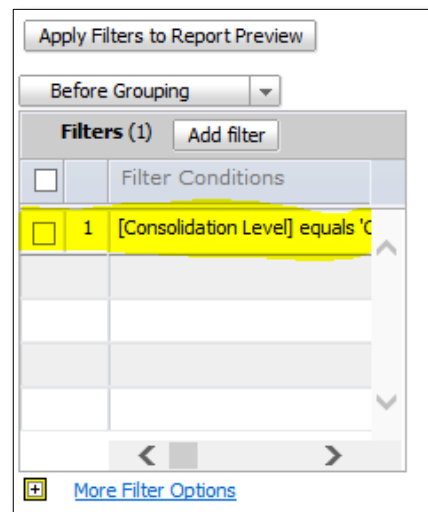 Apply Filters to Report Preview
Before Grouping
Filters (1) Add filter
Filter Conditions
1 [Consolidation Level] equals 'C
More Filter Options